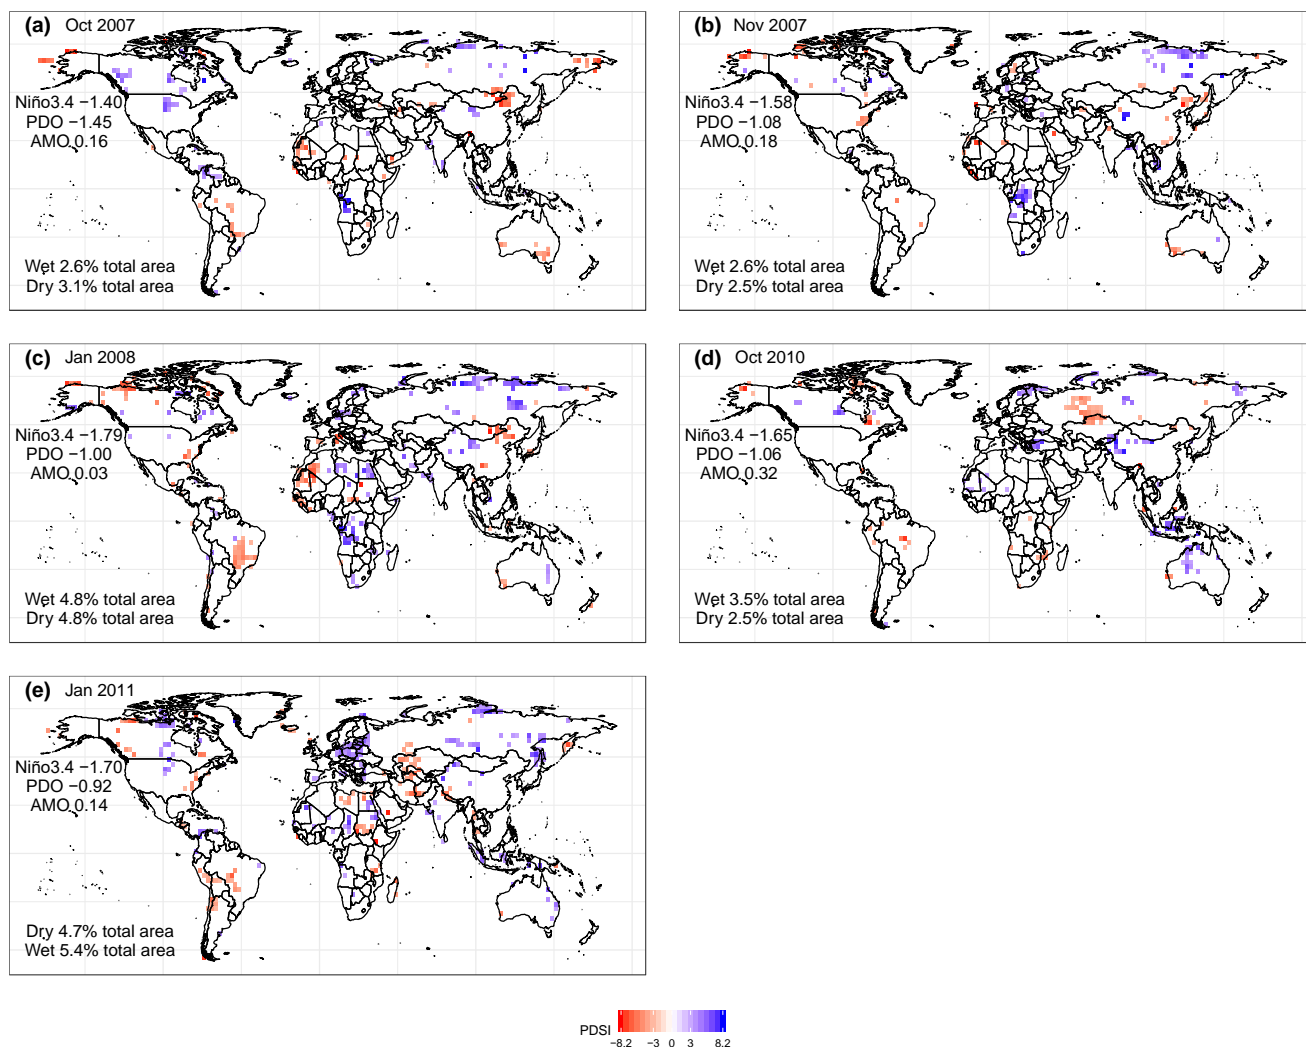 (a) Oct 2007
Niño3.4 −1.40
PDO −1.45
AMO 0.16
Wet 2.6% total area
Dry 3.1% total area
(b) Nov 2007
Niño3.4 −1.58
PDO −1.08
AMO 0.18
Wet 2.6% total area
Dry 2.5% total area
(c) Jan 2008
Niño3.4 −1.79
PDO −1.00
AMO 0.03
Wet 4.8% total area
Dry 4.8% total area
(d) Oct 2010
Niño3.4 −1.65
PDO −1.06
AMO 0.32
Wet 3.5% total area
Dry 2.5% total area
(e) Jan 2011
Niño3.4 −1.70
PDO −0.92
AMO 0.14
Dry 4.7% total area
Wet 5.4% total area
PDSI
−8.2 −3 0 3 8.2